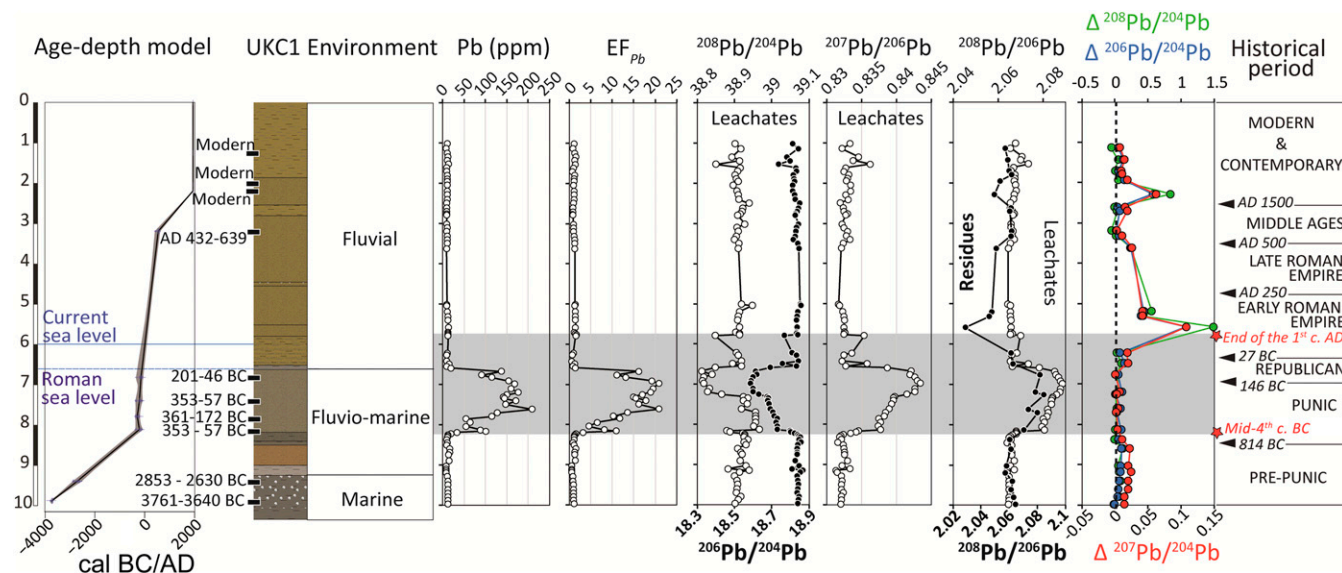 Δ ²⁰⁸Pb/²⁰⁴Pb
Age-depth model UKC1 Environment Pb (ppm) EF Pb ²⁰⁸Pb/²⁰⁴Pb ²⁰⁷Pb/²⁰⁶Pb ²⁰⁸Pb/²⁰⁶Pb Δ ²⁰⁶Pb/²⁰⁴Pb Historical
period
0 50 100 150 200 250 0 5 10 15 20 25 38.8 38.9 39 39.1 0.83 0.835 0.84 0.845 2.04 2.06 2.08 -0.5 0 0.5 1 1.5
0
1
2
3
4
5
6
7
8
9
10
Modern
Modern
Modern
AD 432-639
201-46 BC
353-57 BC
361-172 BC
353 - 57 BC
2853 - 2630 BC
3761-3640 BC
Current
sea level
Roman
sea level
Fluvial
Fluvio-marine
Marine
Leachates
Leachates
Residues
Leachates
MODERN
&
CONTEMPORARY
AD 1500
MIDDLE AGES
AD 500
LATE ROMAN
EMPIRE
AD 250
EARLY ROMAN
EMPIRE
End of the 1st c. AD
27 BC
REPUBLICAN
146 BC
PUNIC
Mid-4th c. BC
814 BC
PRE-PUNIC
-4000 -2000 0 2000
cal BC/AD
18.3 18.5 18.7 18.9
²⁰⁶Pb/²⁰⁴Pb
2.02 2.04 2.06 2.08 2.1
²⁰⁸Pb/²⁰⁶Pb
-0.05 0 0.05 0.1 0.15
Δ ²⁰⁷Pb/²⁰⁴Pb